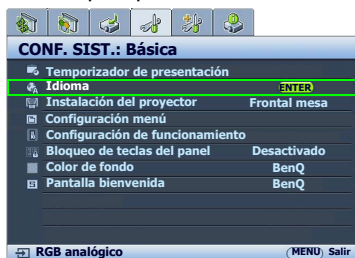 CONF. SIST.: Básica
Temporizador de presentación
Idioma ENTER
Instalación del proyector Frontal mesa
Configuración menú
Configuración de funcionamiento
Bloqueo de teclas del panel Desactivado
Color de fondo BenQ
Pantalla bienvenida BenQ
RGB analógico MENU Salir